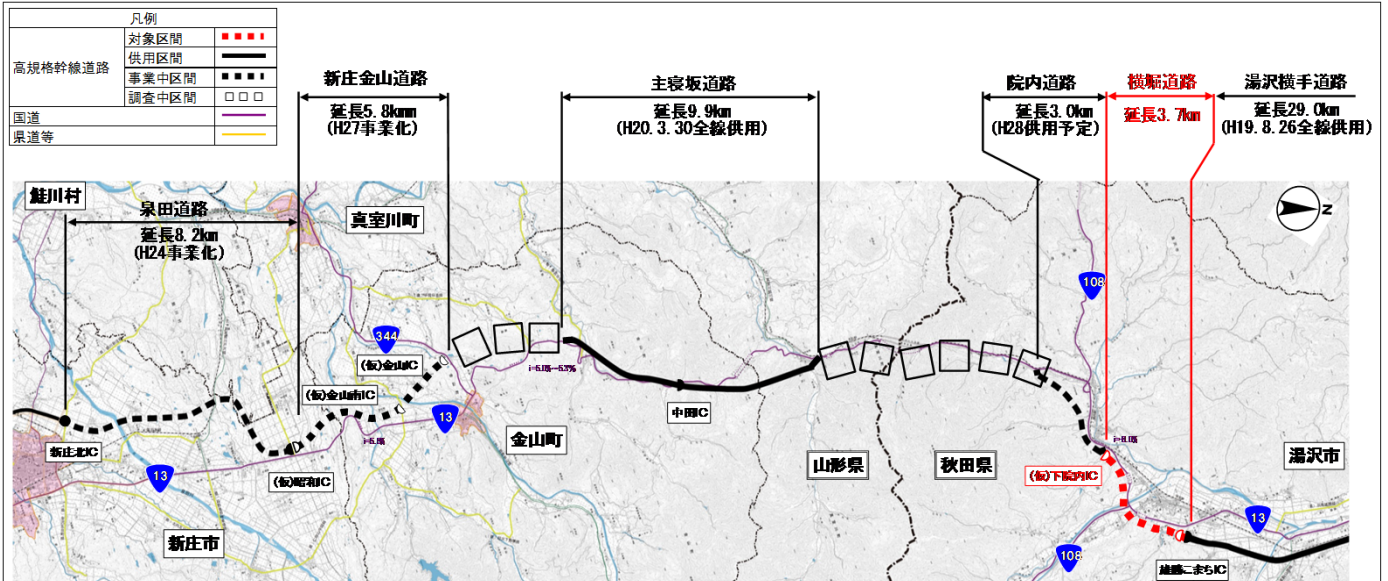 凡例
高規格幹線道路
対象区間
供用区間
事業中区間
調査中区間
国道
県道等
新庄金山道路
延長5.8kmm
(H27事業化)
主寝坂道路
延長9.9km
(H20.3.30全線供用)
院内道路
延長3.0km
(H28供用予定)
横堀道路
延長3.7km
湯沢横手道路
延長29.0km
(H19.8.26全線供用)
鮭川村
泉田道路
延長8.2km
(H24事業化)
真室川町
N
108
344
(仮)金山IC
i=5.0%~5.3%
(仮)金山南IC
13
中田IC
金山町
新庄北IC
13
(仮)昭和IC
新庄市
山形県
秋田県
(仮)下院内IC
湯沢市
13
108
雄勝こまちIC